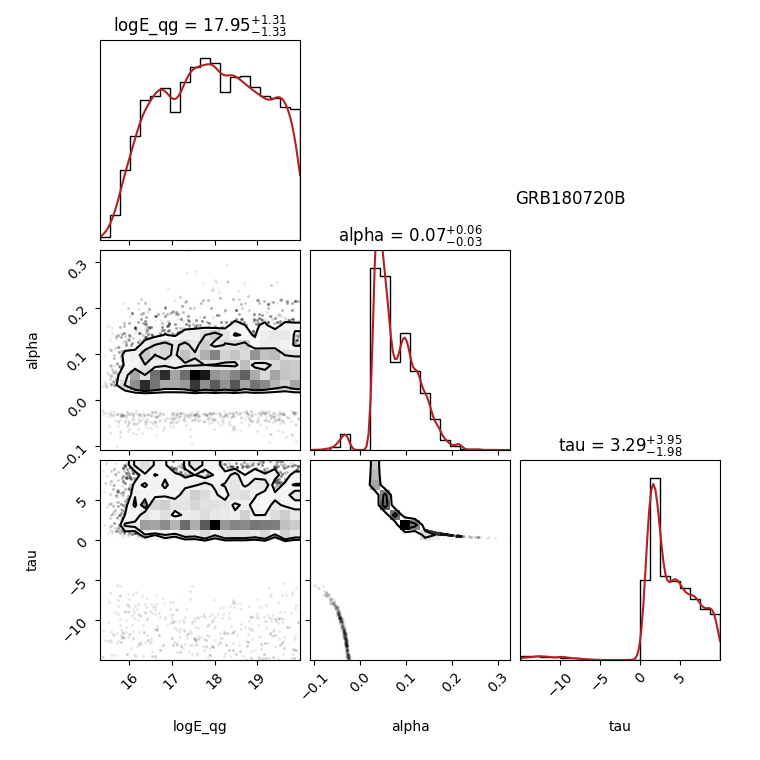 logE_qg = 17.95+1.31−1.33
GRB180720B
alpha = 0.07+0.06−0.03
alpha
0.3
0.2
0.1
0.0
−0.1
tau = 3.29+3.95−1.98
tau
5
0
−5
−10
16 17 18 19
−0.1 0.0 0.1 0.2 0.3
−10 −5 0 5
logE_qg alpha tau